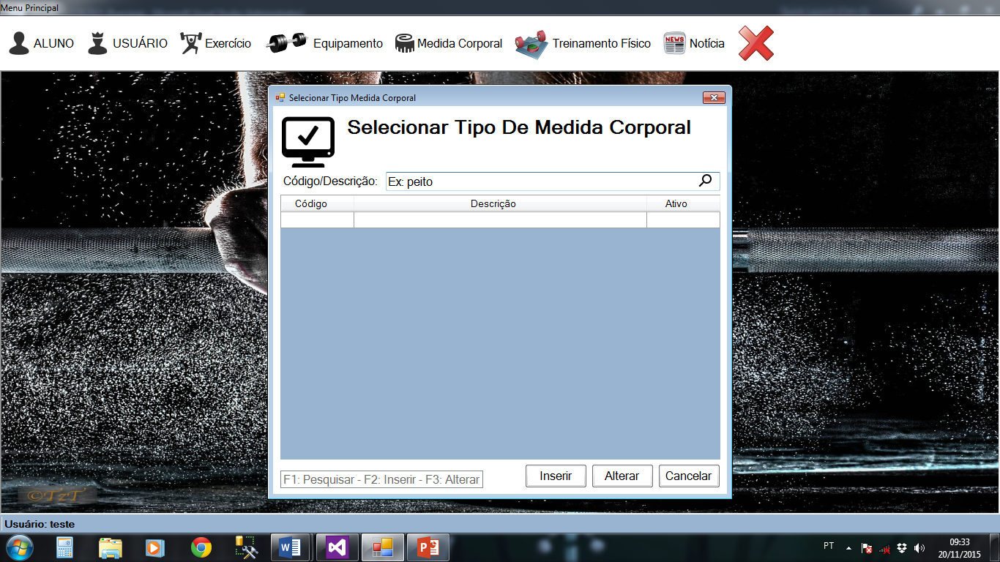 Menu Principal
ALUNO USUÁRIO Exercício Equipamento Medida Corporal Treinamento Físico NEWS Notícia
Selecionar Tipo Medida Corporal
Selecionar Tipo De Medida Corporal
Código/Descrição: Ex: peito
Código Descrição Ativo
F1: Pesquisar - F2: Inserir - F3: Alterar Inserir Alterar Cancelar
©TzT
Usuário: teste
PT 09:33
20/11/2015